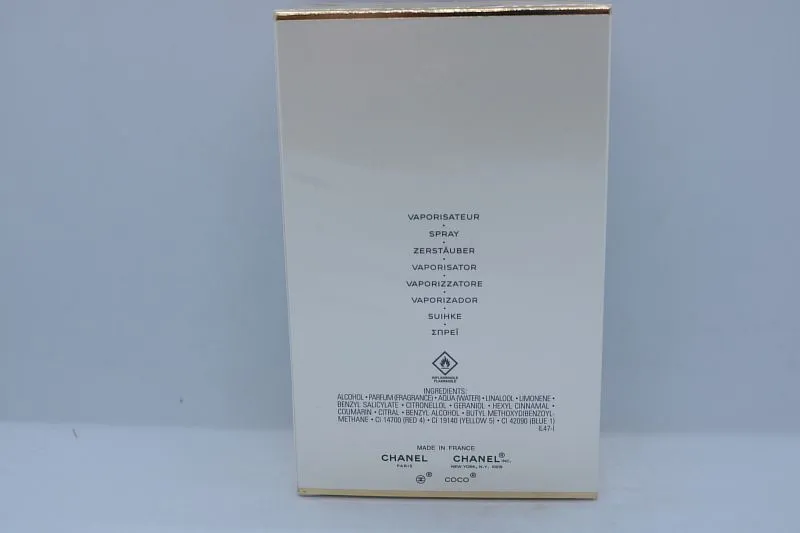 VAPORISATEUR
SPRAY
ZERSTÄUBER
VAPORISATOR
VAPORIZZATORE
VAPORIZADOR
SUIHKE
ΣΠΡΕΪ
INFLAMMABLE
FLAMMABLE
INGREDIENTS:
ALCOHOL • PARFUM (FRAGRANCE) • AQUA (WATER) • LINALOOL • LIMONENE •
BENZYL SALICYLATE • CITRONELLOL • GERANIOL • HEXYL CINNAMAL •
COUMARIN • CITRAL • BENZYL ALCOHOL • BUTYL METHOXYDIBENZOYL-
METHANE • CI 14700 (RED 4) • CI 19140 (YELLOW 5) • CI 42090 (BLUE 1)
IL47-I
MADE IN FRANCE
CHANEL CHANEL® INC.
PARIS NEW YORK, N.Y. 10019
® COCO®